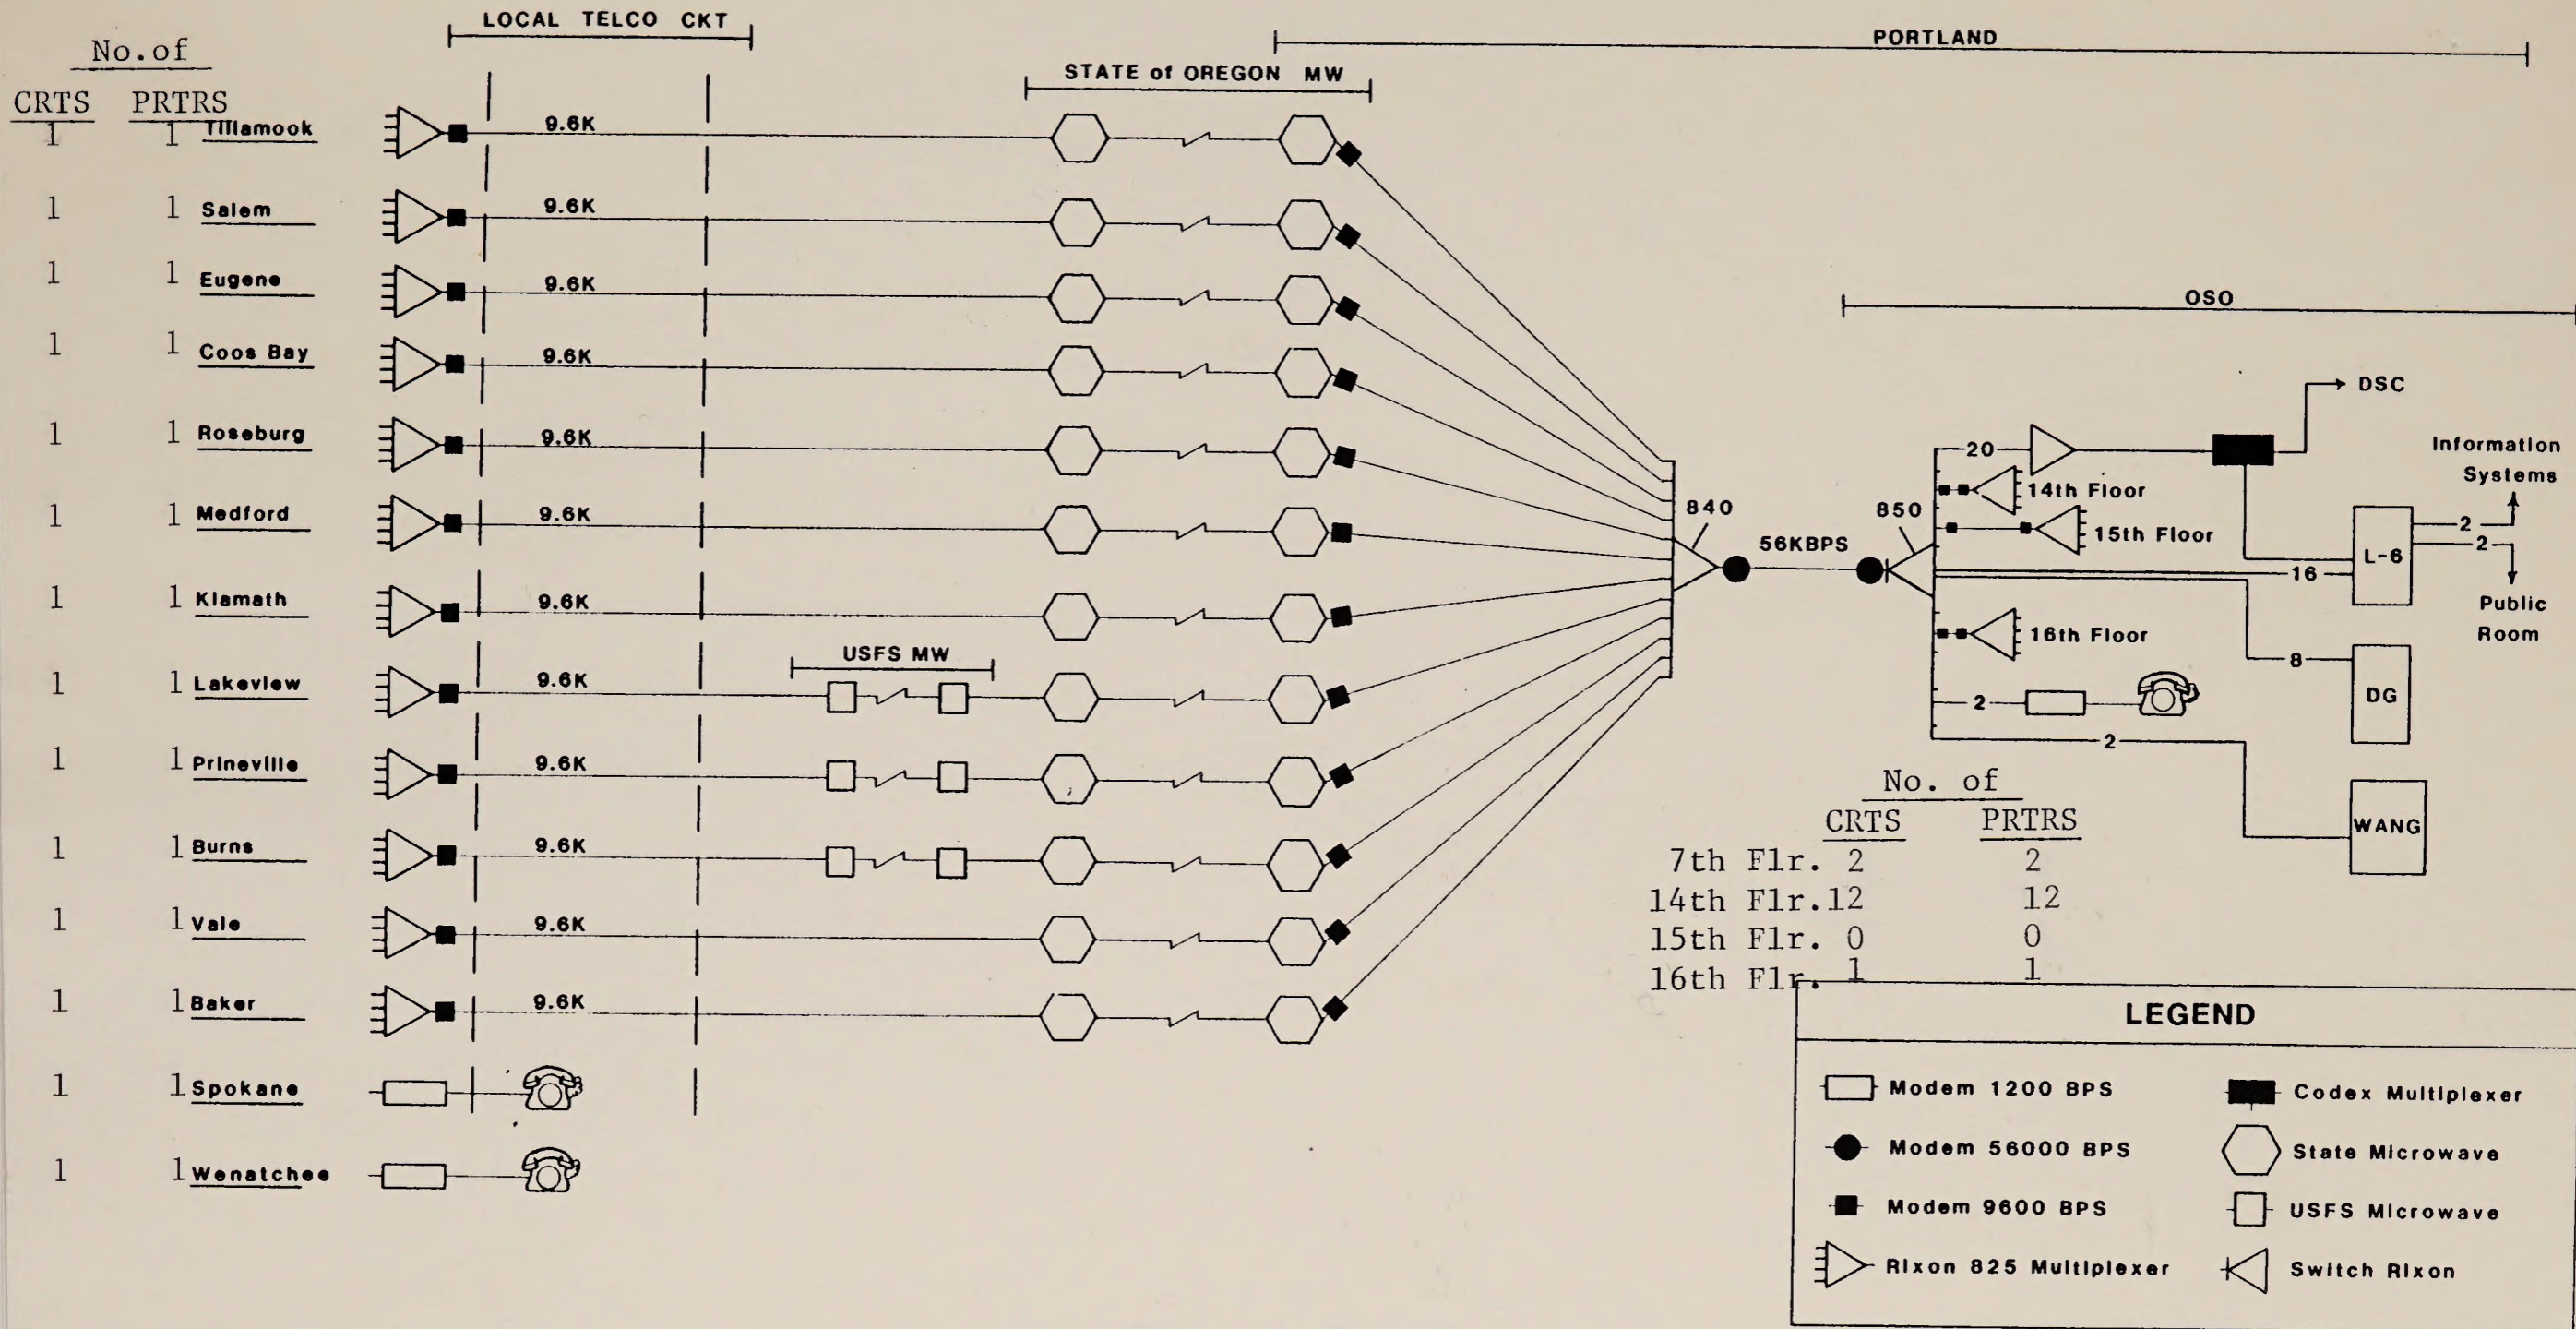 LOCAL TELCO CKT
PORTLAND
No.of
STATE of OREGON MW
CRTS PRTRS
1 1 Tillamook 9.6K
1 1 Salem 9.6K
1 1 Eugene 9.6K
OSO
1 1 Coos Bay 9.6K
DSC
1 1 Roseburg 9.6K
20
Information
Systems
14th Floor
1 1 Medford 9.6K
840
850
2
15th Floor
56KBPS
2
L-6
16
1 1 Klamath 9.6K
Public
Room
16th Floor
USFS MW
8
1 1 Lakeview 9.6K
2
DG
2
1 1 Prineville 9.6K
No. of
CRTS PRTRS
WANG
1 1 Burns 9.6K
7th Flr. 2 2
14th Flr. 12 12
1 1 Vale 9.6K
15th Flr. 0 0
16th Flr. 1 1
1 1 Baker 9.6K
LEGEND
1 1 Spokane
Modem 1200 BPS
Codex Multiplexer
Modem 56000 BPS
State Microwave
1 1 Wenatchee
Modem 9600 BPS
USFS Microwave
Rixon 825 Multiplexer
Switch Rixon